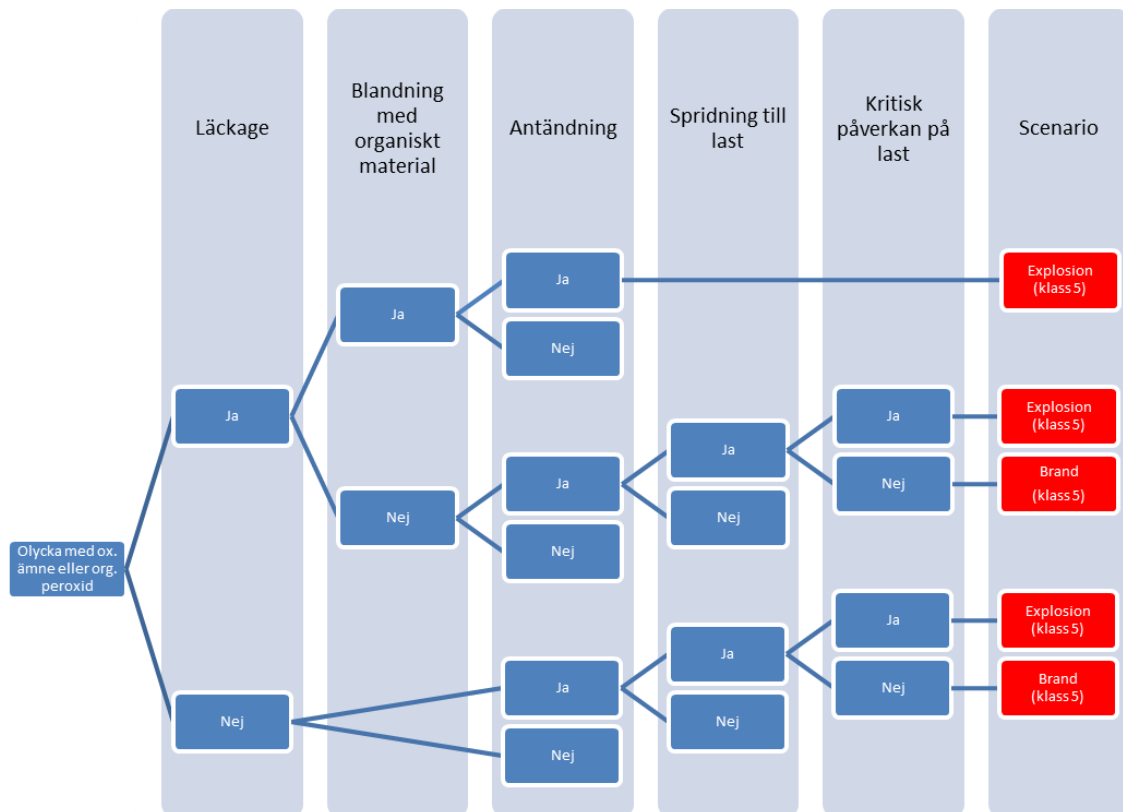 Läckage
Blandning
med
organiskt
material
Antändning
Spridning till
last
Kritisk
påverkan på
last
Scenario
Ja
Explosion
(klass 5)
Ja
Nej
Ja
Ja
Explosion
(klass 5)
Ja
Ja
Nej
Brand
(klass 5)
Nej
Nej
Nej
Olycka med ox.
ämne eller org.
peroxid
Ja
Explosion
(klass 5)
Ja
Ja
Nej
Brand
(klass 5)
Nej
Nej
Nej